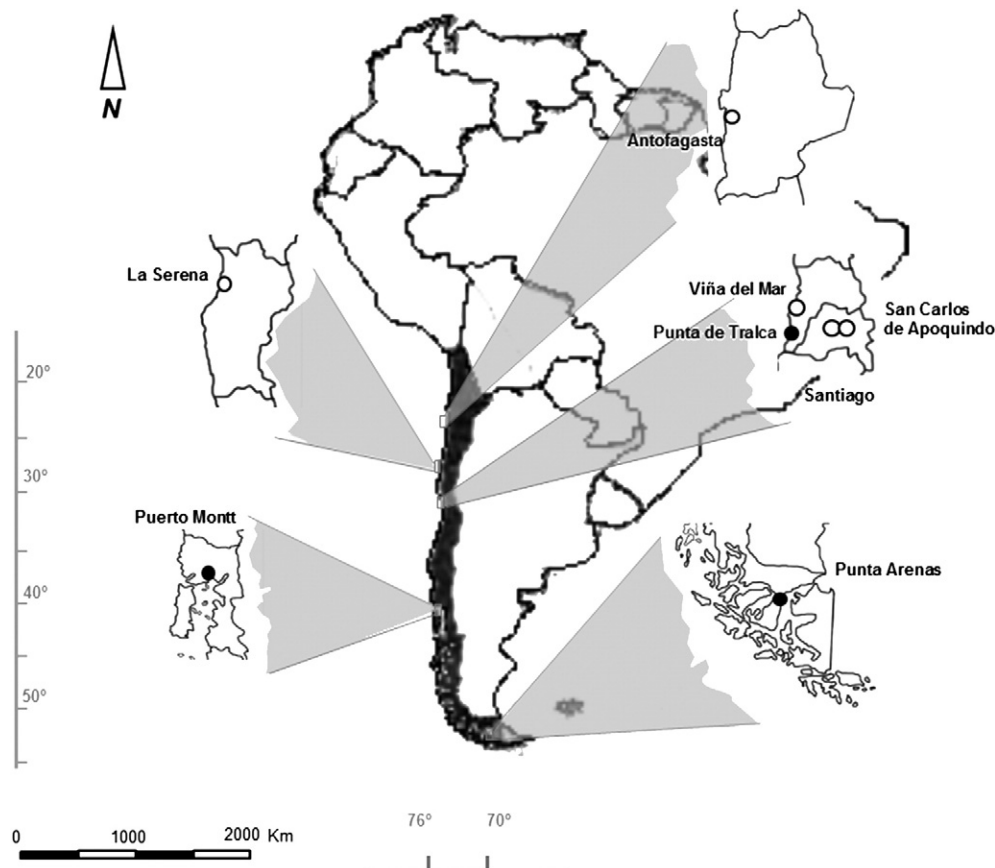 N
Antofagasta
La Serena
Viña del Mar
San Carlos
de Apoquindo
Punta de Tralca
Santiago
20°
30°
40°
50°
Puerto Montt
Punta Arenas
76°
70°
0
1000
2000 Km